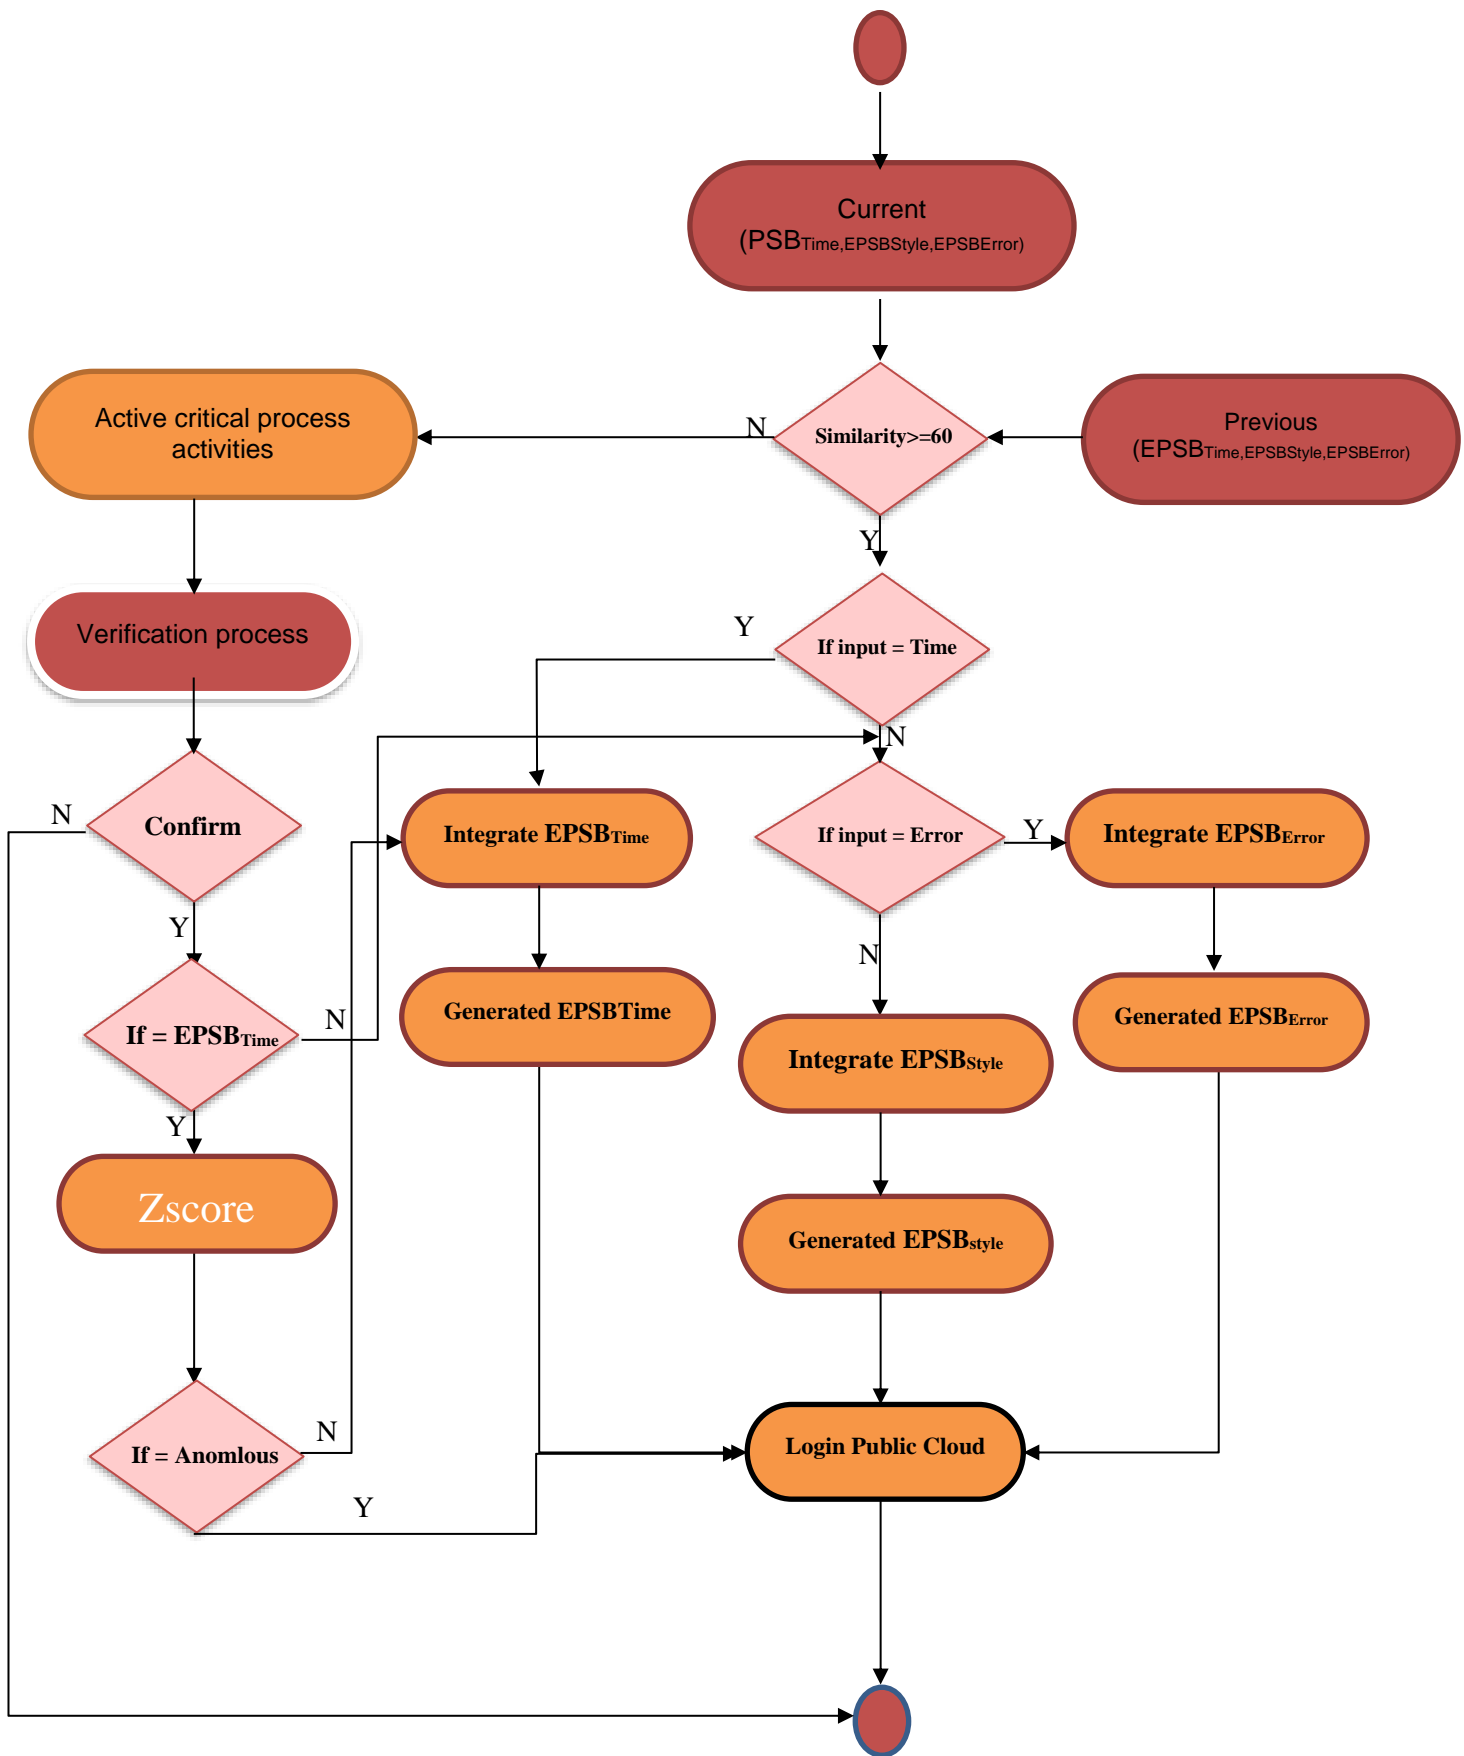 Current
(PSBTime,EPSBStyle,EPSBError)
Active critical process
activities
N
Similarity>=60
Previous
(EPSBTime,EPSBStyle,EPSBError)
Y
Verification process
Y
If input = Time
N
N
Confirm
Integrate EPSBTime
If input = Error
Y
Integrate EPSBError
Y
N
If = EPSBTime
N
Generated EPSBTime
Generated EPSBError
Integrate EPSBStyle
Y
Zscore
Generated EPSBstyle
If = Anomlous
N
Login Public Cloud
Y